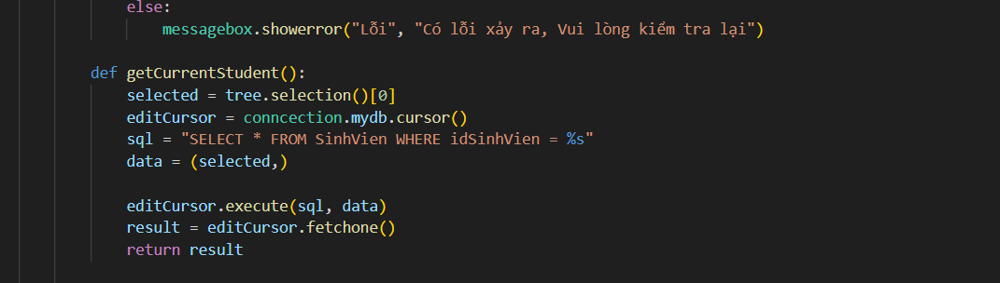 else:
messagebox.showerror("Lỗi", "Có lỗi xảy ra, Vui lòng kiểm tra lại")
def getCurrentStudent():
selected = tree.selection()[0]
editCursor = conncection.mydb.cursor()
sql = "SELECT * FROM SinhVien WHERE idSinhVien = %s"
data = (selected,)
editCursor.execute(sql, data)
result = editCursor.fetchone()
return result